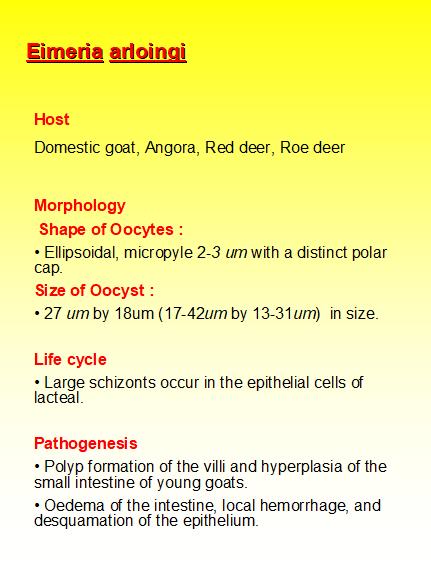 Eimeria arloingi
Host
Domestic goat, Angora, Red deer, Roe deer
Morphology
Shape of Oocytes :
• Ellipsoidal, micropyle 2-3 um with a distinct polar
cap.
Size of Oocyst :
• 27 um by 18um (17-42um by 13-31um)  in size.
Life cycle
• Large schizonts occur in the epithelial cells of
lacteal.
Pathogenesis
• Polyp formation of the villi and hyperplasia of the
small intestine of young goats.
• Oedema of the intestine, local hemorrhage, and
desquamation of the epithelium.